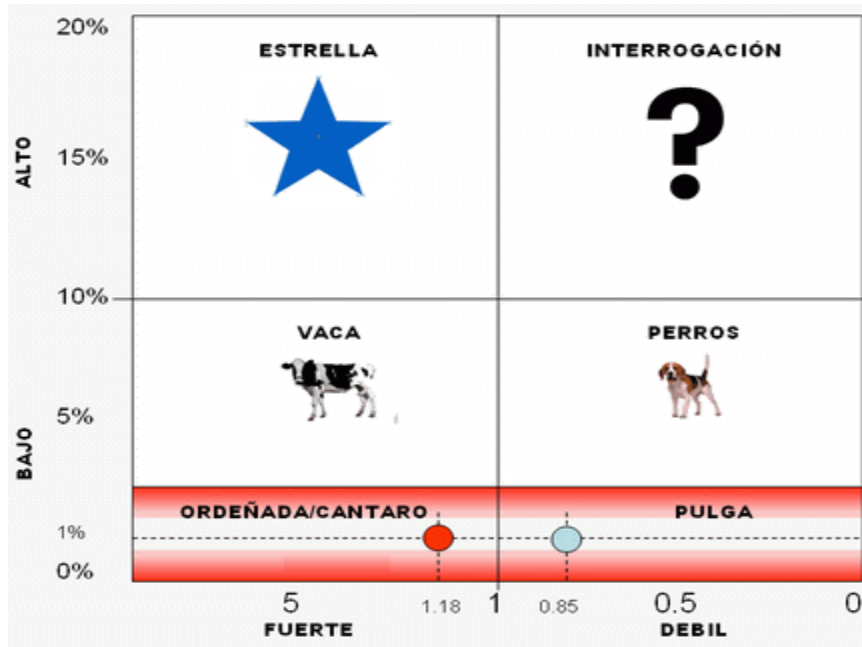 20%
ESTRELLA
INTERROGACIÓN
ALTO
15%
?
10%
VACA
PERROS
5%
BAJO
ORDEÑADA/CANTARO
PULGA
1%
0%
5 1.18 1 0.85 0.5 0
FUERTE
DEBIL